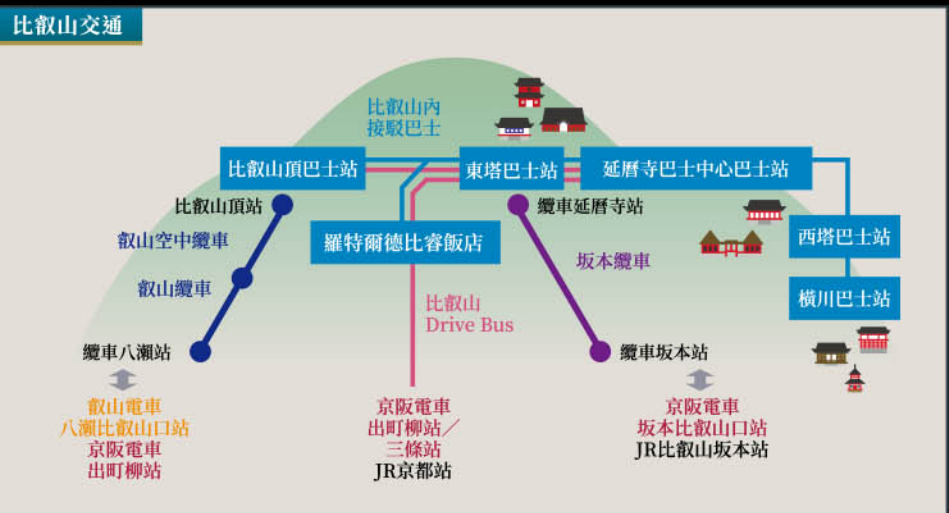 比叡山交通
比叡山內
接駁巴士
比叡山頂巴士站
東塔巴士站
延曆寺巴士中心巴士站
比叡山頂站
纜車延曆寺站
叡山空中纜車
羅特爾德比睿飯店
西塔巴士站
坂本纜車
叡山纜車
橫川巴士站
比叡山
Drive Bus
纜車八瀨站
纜車坂本站
叡山電車
八瀨比叡山口站
京阪電車
出町柳站
京阪電車
出町柳站／
三條站
JR京都站
京阪電車
坂本比叡山口站
JR比叡山坂本站